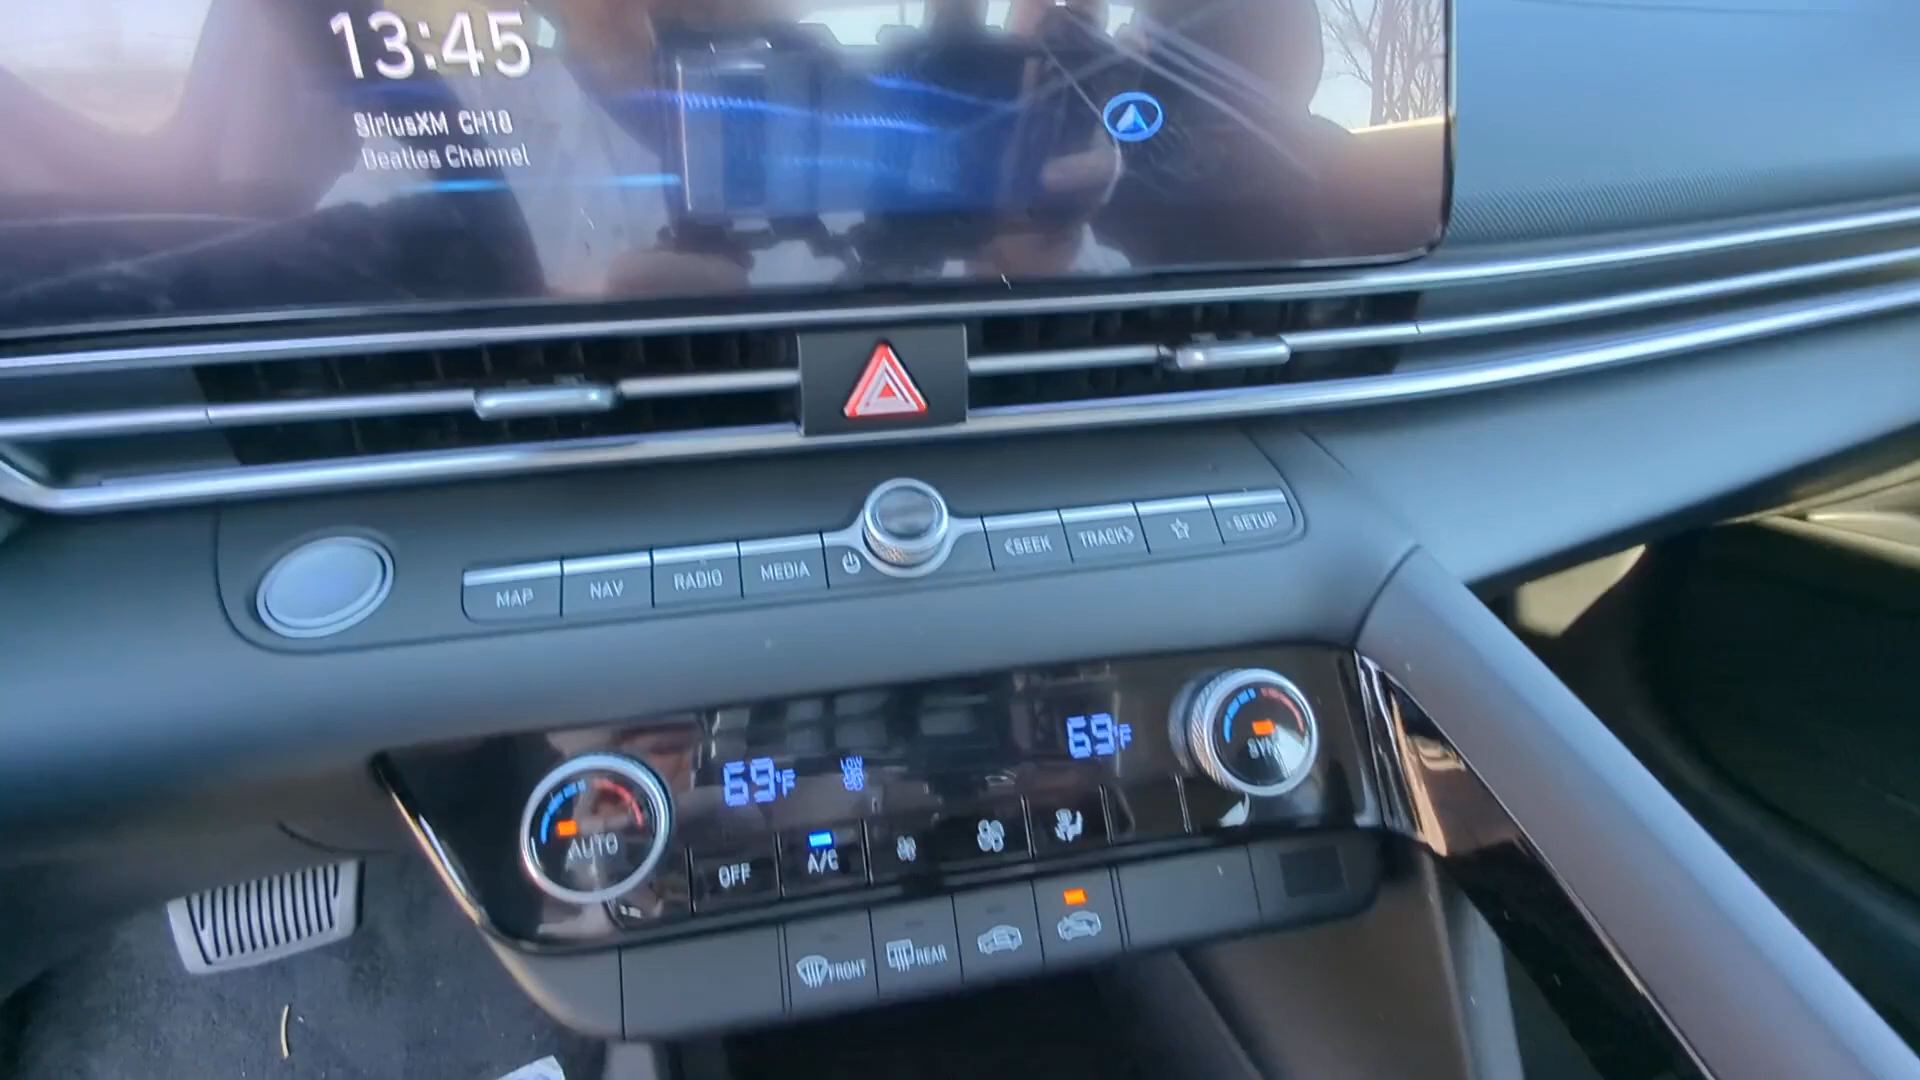 13:45
SiriusXM CH18
Beatles Channel
MAP NAV RADIO MEDIA <SEEK TRACK> SETUP
69°F LOW 69°F
AUTO SYNC
OFF A/C
FRONT REAR